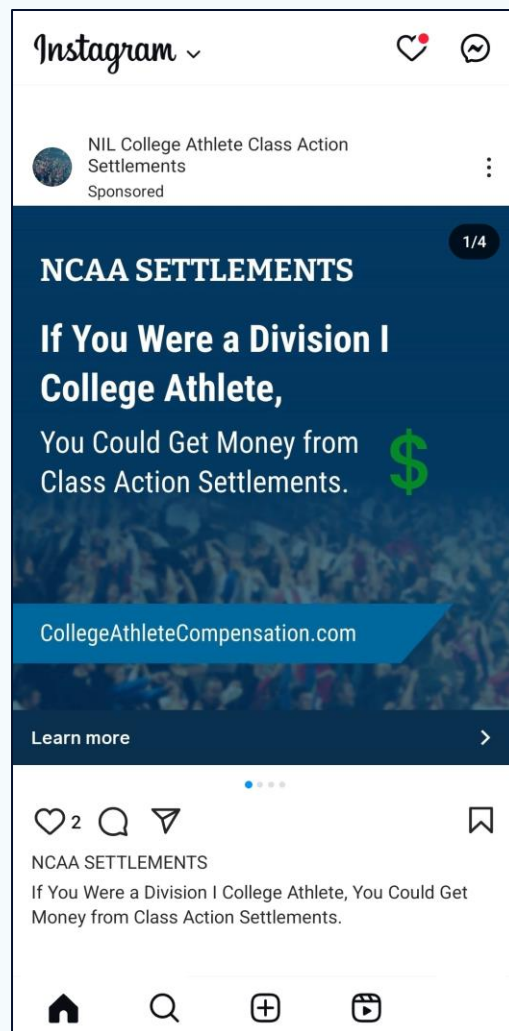 Instagram
NIL College Athlete Class Action
Settlements
Sponsored
1/4
NCAA SETTLEMENTS
If You Were a Division I
College Athlete,
You Could Get Money from
Class Action Settlements.
$
CollegeAthleteCompensation.com
Learn more
2
NCAA SETTLEMENTS
If You Were a Division I College Athlete, You Could Get
Money from Class Action Settlements.